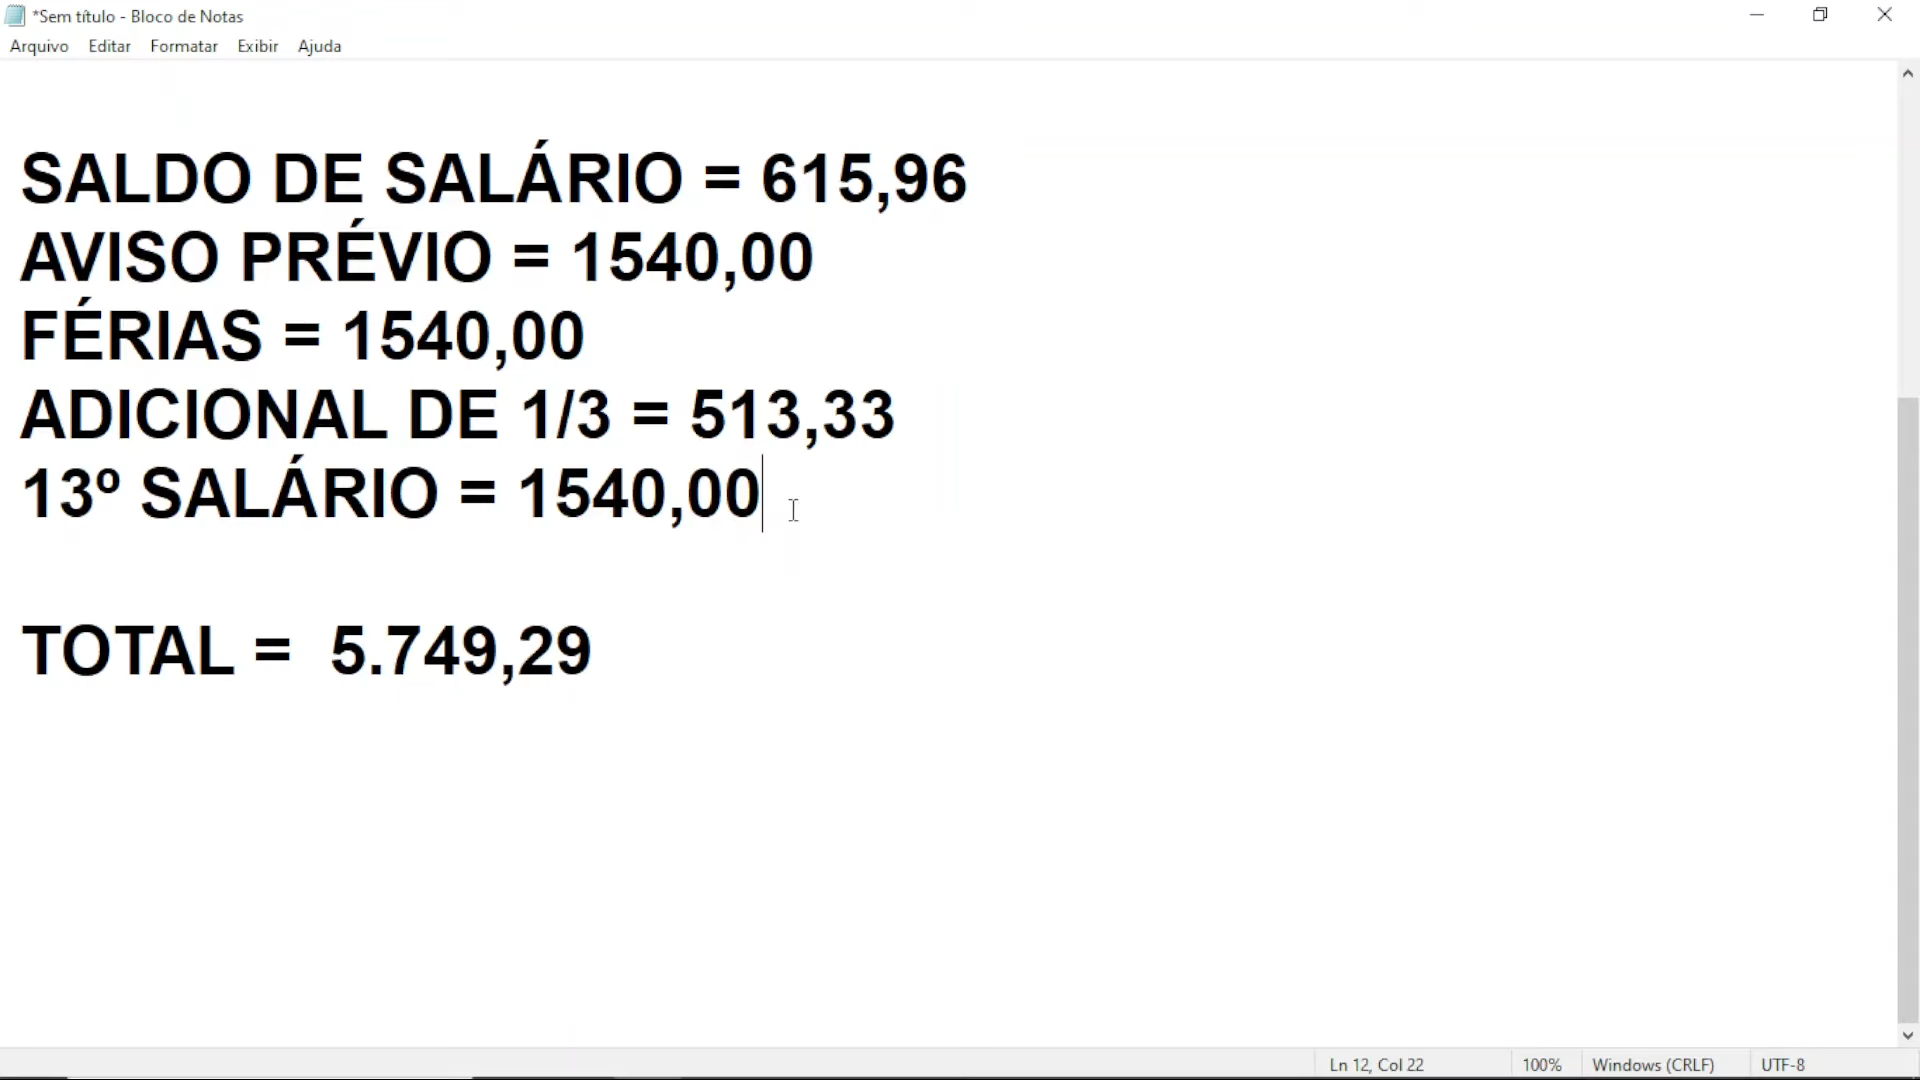 *Sem título - Bloco de Notas
Arquivo Editar Formatar Exibir Ajuda
SALDO DE SALÁRIO = 615,96
AVISO PRÉVIO = 1540,00
FÉRIAS = 1540,00
ADICIONAL DE 1/3 = 513,33
13º SALÁRIO = 1540,00
TOTAL =  5.749,29
Ln 12, Col 22 100% Windows (CRLF) UTF-8